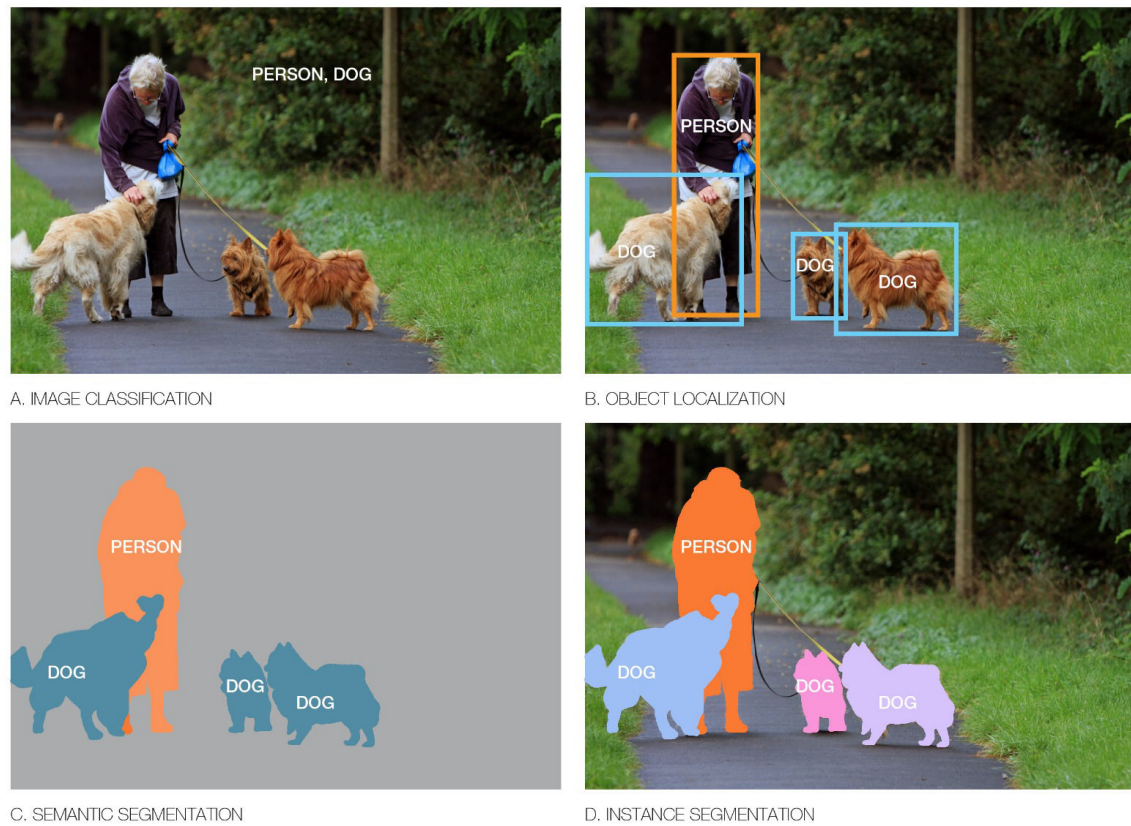 PERSON, DOG
PERSON
DOG
DOG
DOG
A. IMAGE CLASSIFICATION
B. OBJECT LOCALIZATION
PERSON
DOG
DOG
DOG
PERSON
DOG
DOG
DOG
C. SEMANTIC SEGMENTATION
D. INSTANCE SEGMENTATION